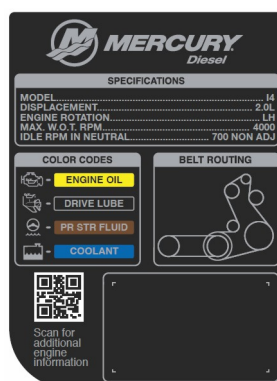 MERCURY
Diesel
SPECIFICATIONS
MODEL................I4
DISPLACEMENT................2.0L
ENGINE ROTATION................LH
MAX. W.O.T. RPM................4000
IDLE RPM IN NEUTRAL................700 NON ADJ
COLOR CODES
BELT ROUTING
- ENGINE OIL
- DRIVE LUBE
- PR STR FLUID
- COOLANT
Scan for
additional
engine
information